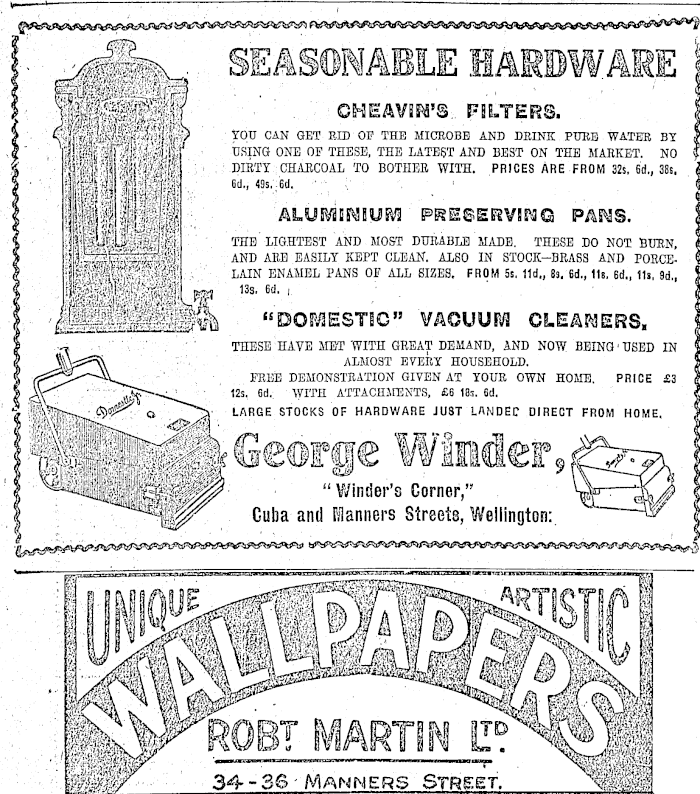 SEASONABLE HARDWARE
CHEAVIN'S FILTERS.
YOU CAN GET RID OF THE MICROBE AND DRINK PURE WATER BY
USING ONE OF THESE, THE LATEST AND BEST ON THE MARKET. NO
DIRTY CHARCOAL TO BOTHER WITH. PRICES ARE FROM 32s. 6d., 38s.
6d., 49s. 6d.
ALUMINIUM PRESERVING PANS.
THE LIGHTEST AND MOST DURABLE MADE. THESE DO NOT BURN,
AND ARE EASILY KEPT CLEAN. ALSO IN STOCK—BRASS AND PORCE-
LAIN ENAMEL PANS OF ALL SIZES. FROM 5s. 11d., 8s. 6d., 11s. 6d., 11s. 9d.,
13s. 6d.
"DOMESTIC" VACUUM CLEANERS.
THESE HAVE MET WITH GREAT DEMAND, AND NOW BEING USED IN
ALMOST EVERY HOUSEHOLD.
FREE DEMONSTRATION GIVEN AT YOUR OWN HOME. PRICE £3
12s. 6d. WITH ATTACHMENTS, £6 18s. 6d.
LARGE STOCKS OF HARDWARE JUST LANDED DIRECT FROM HOME.
Domestic
George Winder,
"Winder's Corner,"
Cuba and Manners Streets, Wellington:
UNIQUE ARTISTIC
WALLPAPERS
ROBT MARTIN LTD.
34-36 MANNERS STREET.